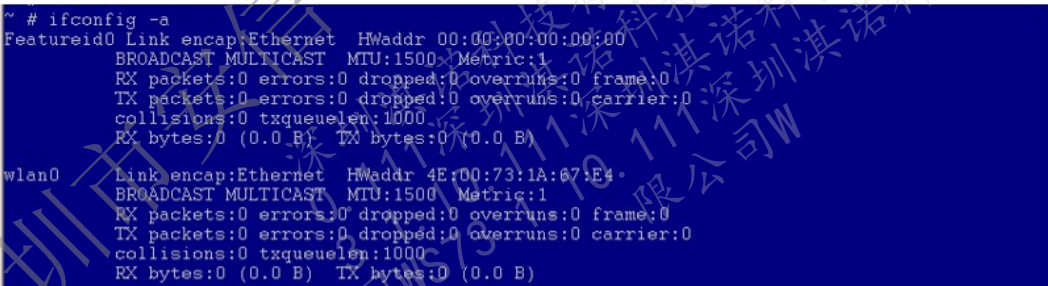 ~ # ifconfig -a
Featureid0 Link encap:Ethernet  HWaddr 00:00:00:00:00:00
BROADCAST MULTICAST  MTU:1500  Metric:1
RX packets:0 errors:0 dropped:0 overruns:0 frame:0
TX packets:0 errors:0 dropped:0 overruns:0 carrier:0
collisions:0 txqueuelen:1000
RX bytes:0 (0.0 B)  TX bytes:0 (0.0 B)
wlan0     Link encap:Ethernet  HWaddr 4E:00:73:1A:67:E4
BROADCAST MULTICAST  MTU:1500  Metric:1
RX packets:0 errors:0 dropped:0 overruns:0 frame:0
TX packets:0 errors:0 dropped:0 overruns:0 carrier:0
collisions:0 txqueuelen:1000
RX bytes:0 (0.0 B)  TX bytes:0 (0.0 B)